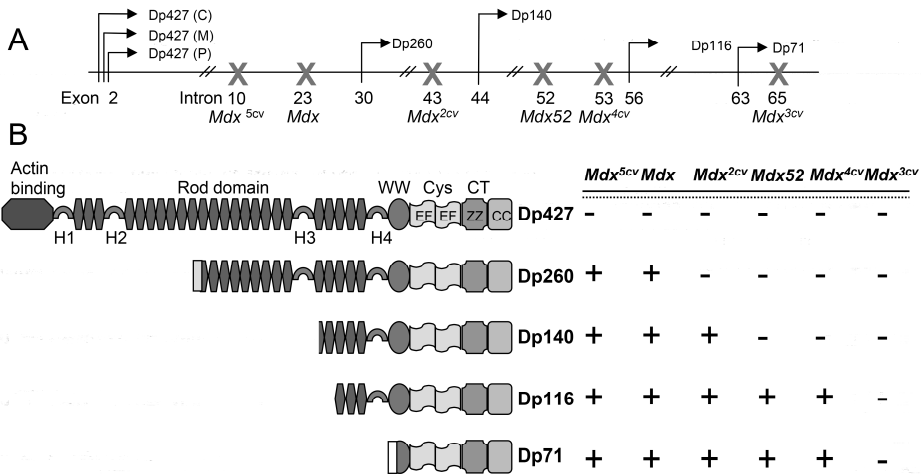 A
Dp427 (C)
Dp427 (M)
Dp427 (P)
Dp260
Dp140
Dp116
Dp71
Exon 2 Intron 10 23 30 43 44 52 53 56 63 65
Mdx 5cv Mdx Mdx2cv Mdx52 Mdx4cv Mdx3cv
B
Actin binding Rod domain WW Cys CT
Mdx5cv Mdx Mdx2cv Mdx52 Mdx4cv Mdx3cv
EF EF ZZ CC Dp427 - - - - - -
H1 H2 H3 H4
Dp260 + + - - - -
Dp140 + + + - - -
Dp116 + + + + + -
Dp71 + + + + + -